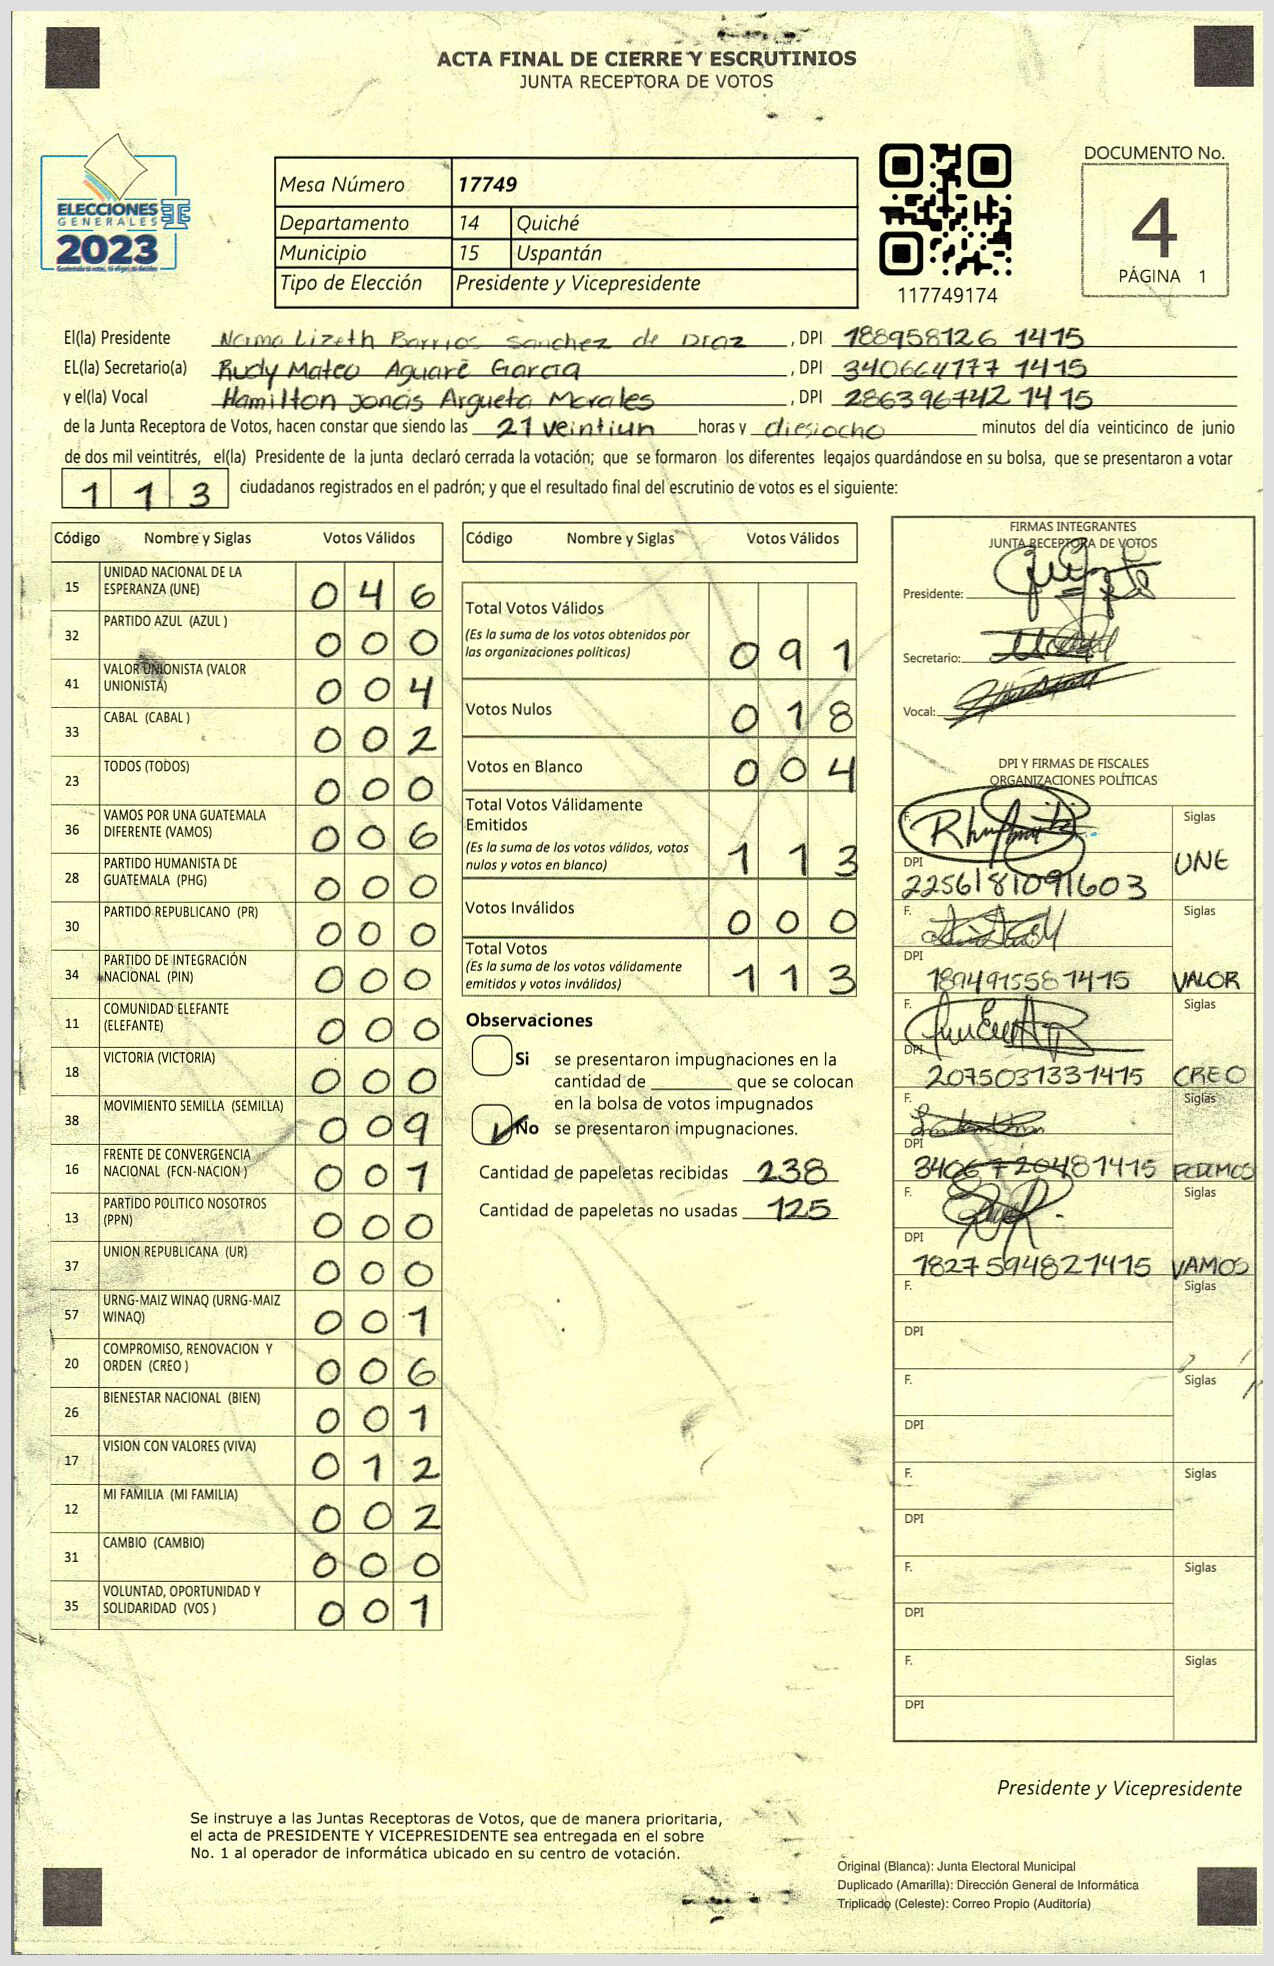 ACTA FINAL DE CIERRE Y ESCRUTINIOS
JUNTA RECEPTORA DE VOTOS
ELECCIONES
GENERALES
2023
Mesa Número 17749
Departamento 14 Quiché
Municipio 15 Uspantán
Tipo de Elección Presidente y Vicepresidente
117749174
DOCUMENTO No.
4
PÁGINA 1
El(la) Presidente Norma Lizeth Barrios Sanchez de Diaz, DPI 188958126 1415
EL(la) Secretario(a) Rudy Mateo Aguaré Garcia, DPI 340664777 1415
y el(la) Vocal Hamilton Jonás Argueta Morales, DPI 286396742 1415
de la Junta Receptora de Votos, hacen constar que siendo las 21 veintiun horas y diesiocho minutos del día veinticinco de junio
de dos mil veintitrés, el(la) Presidente de la junta declaró cerrada la votación; que se formaron los diferentes legajos guardándose en su bolsa, que se presentaron a votar
113 ciudadanos registrados en el padrón; y que el resultado final del escrutinio de votos es el siguiente:
Código Nombre y Siglas Votos Válidos
15 UNIDAD NACIONAL DE LA ESPERANZA (UNE) 046
32 PARTIDO AZUL (AZUL ) 000
41 VALOR UNIONISTA (VALOR UNIONISTA) 004
33 CABAL (CABAL ) 002
23 TODOS (TODOS) 000
36 VAMOS POR UNA GUATEMALA DIFERENTE (VAMOS) 006
28 PARTIDO HUMANISTA DE GUATEMALA (PHG) 000
30 PARTIDO REPUBLICANO (PR) 000
34 PARTIDO DE INTEGRACIÓN NACIONAL (PIN) 000
11 COMUNIDAD ELEFANTE (ELEFANTE) 000
18 VICTORIA (VICTORIA) 000
38 MOVIMIENTO SEMILLA (SEMILLA) 009
16 FRENTE DE CONVERGENCIA NACIONAL (FCN-NACION ) 001
13 PARTIDO POLITICO NOSOTROS (PPN) 000
37 UNION REPUBLICANA (UR) 000
57 URNG-MAIZ WINAQ (URNG-MAIZ WINAQ) 001
20 COMPROMISO, RENOVACION Y ORDEN (CREO ) 006
26 BIENESTAR NACIONAL (BIEN) 001
17 VISION CON VALORES (VIVA) 012
12 MI FAMILIA (MI FAMILIA) 002
31 CAMBIO (CAMBIO) 000
35 VOLUNTAD, OPORTUNIDAD Y SOLIDARIDAD (VOS ) 001
Código Nombre y Siglas Votos Válidos
Total Votos Válidos
(Es la suma de los votos obtenidos por
las organizaciones políticas) 091
Votos Nulos 018
Votos en Blanco 004
Total Votos Válidamente
Emitidos
(Es la suma de los votos válidos, votos
nulos y votos en blanco) 113
Votos Inválidos 000
Total Votos
(Es la suma de los votos válidamente
emitidos y votos inválidos) 113
Observaciones
Si se presentaron impugnaciones en la
cantidad de ________ que se colocan
en la bolsa de votos impugnados
No se presentaron impugnaciones.
Cantidad de papeletas recibidas 238
Cantidad de papeletas no usadas 125
FIRMAS INTEGRANTES
JUNTA RECEPTORA DE VOTOS
Presidente:
Secretario:
Vocal:
DPI Y FIRMAS DE FISCALES
ORGANIZACIONES POLÍTICAS
F. Siglas
DPI UNE
2256181091603
F. Siglas
DPI
1894915581415 VALOR
F. Siglas
DPI
2075031331415 CREO
F. Siglas
DPI
3406720481415 PODEMOS
F. Siglas
DPI
1827594821415 VAMOS
F. Siglas
DPI
F. Siglas
DPI
F. Siglas
DPI
F. Siglas
DPI
F. Siglas
DPI
Presidente y Vicepresidente
Se instruye a las Juntas Receptoras de Votos, que de manera prioritaria,
el acta de PRESIDENTE Y VICEPRESIDENTE sea entregada en el sobre
No. 1 al operador de informática ubicado en su centro de votación.
Original (Blanca): Junta Electoral Municipal
Duplicado (Amarilla): Dirección General de Informática
Triplicado (Celeste): Correo Propio (Auditoría)